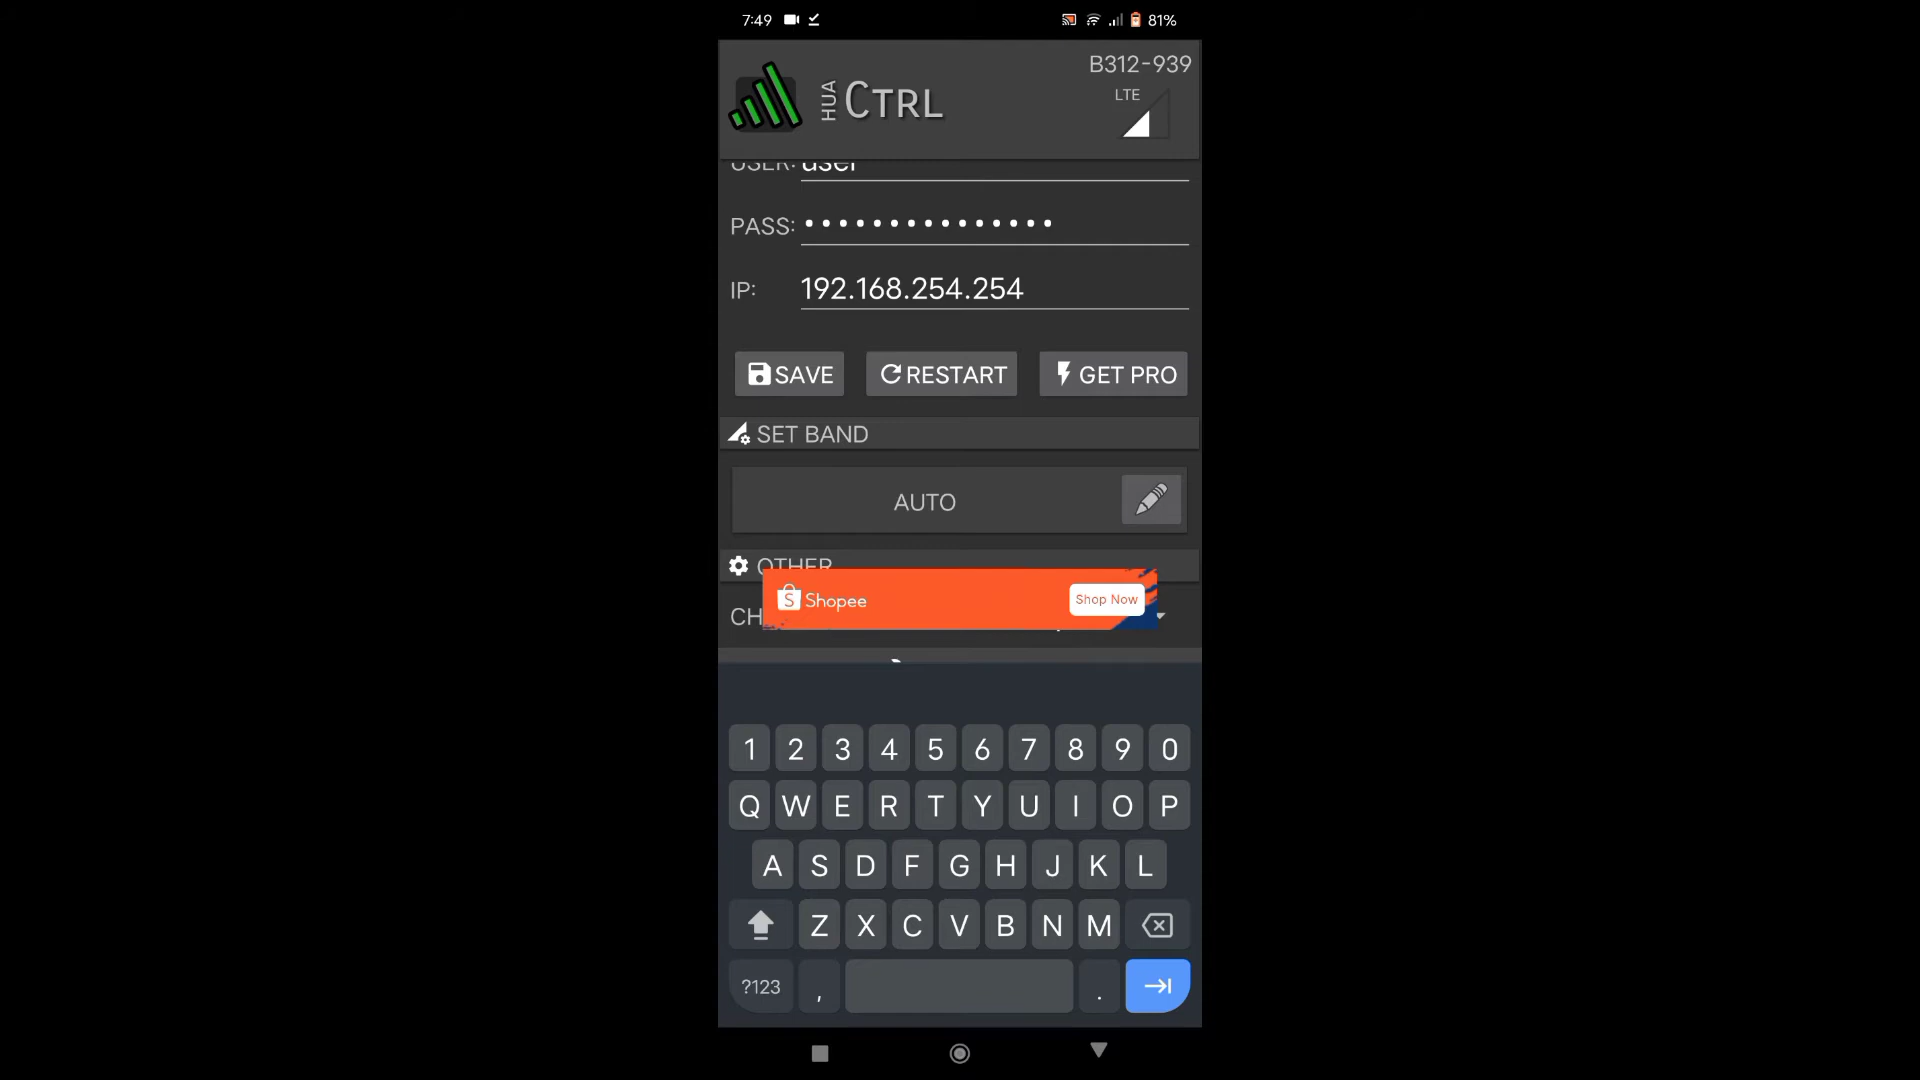 7:49 81%
B312-939
HUA CTRL
LTE
USER: user
PASS: •••••••••••••••
IP: 192.168.254.254
SAVE RESTART GET PRO
SET BAND
AUTO
OTHER
Shopee Shop Now
CH
1 2 3 4 5 6 7 8 9 0
Q W E R T Y U I O P
A S D F G H J K L
Z X C V B N M
?123 , .